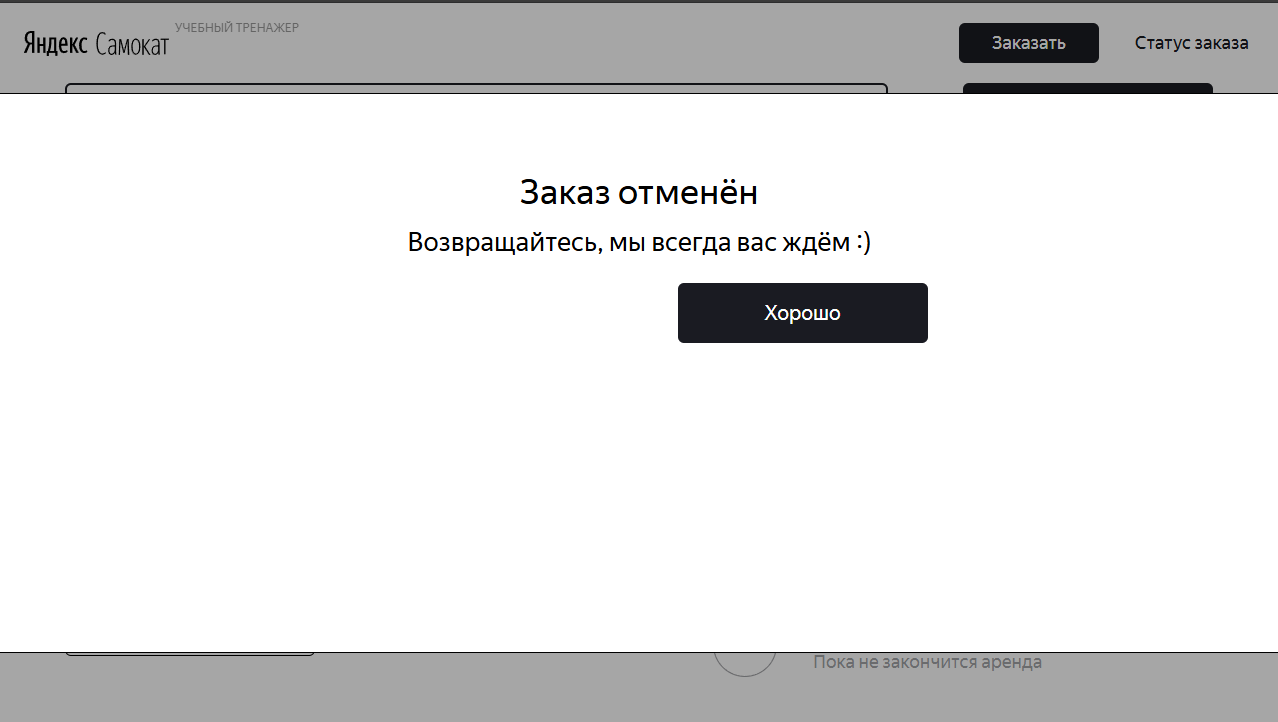 Яндекс Самокат
УЧЕБНЫЙ ТРЕНАЖЕР
Заказать
Статус заказа
Заказ отменён
Возвращайтесь, мы всегда вас ждём :)
Хорошо
Пока не закончится аренда